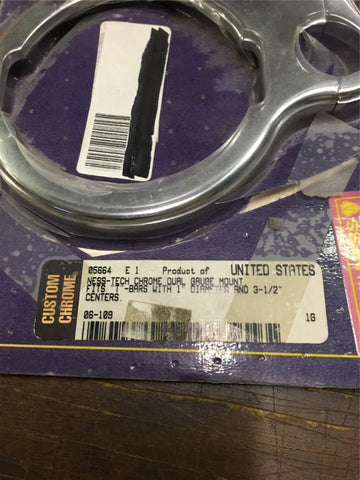 05664 E 1 Product of UNITED STATES
NESS-TECH CHROME DUAL GAUGE MOUNT
FITS 1"-BARS WITH 1" DIAMETER AND 3-1/2"
CENTERS.
06-109 1G
CUSTOM
CHROME